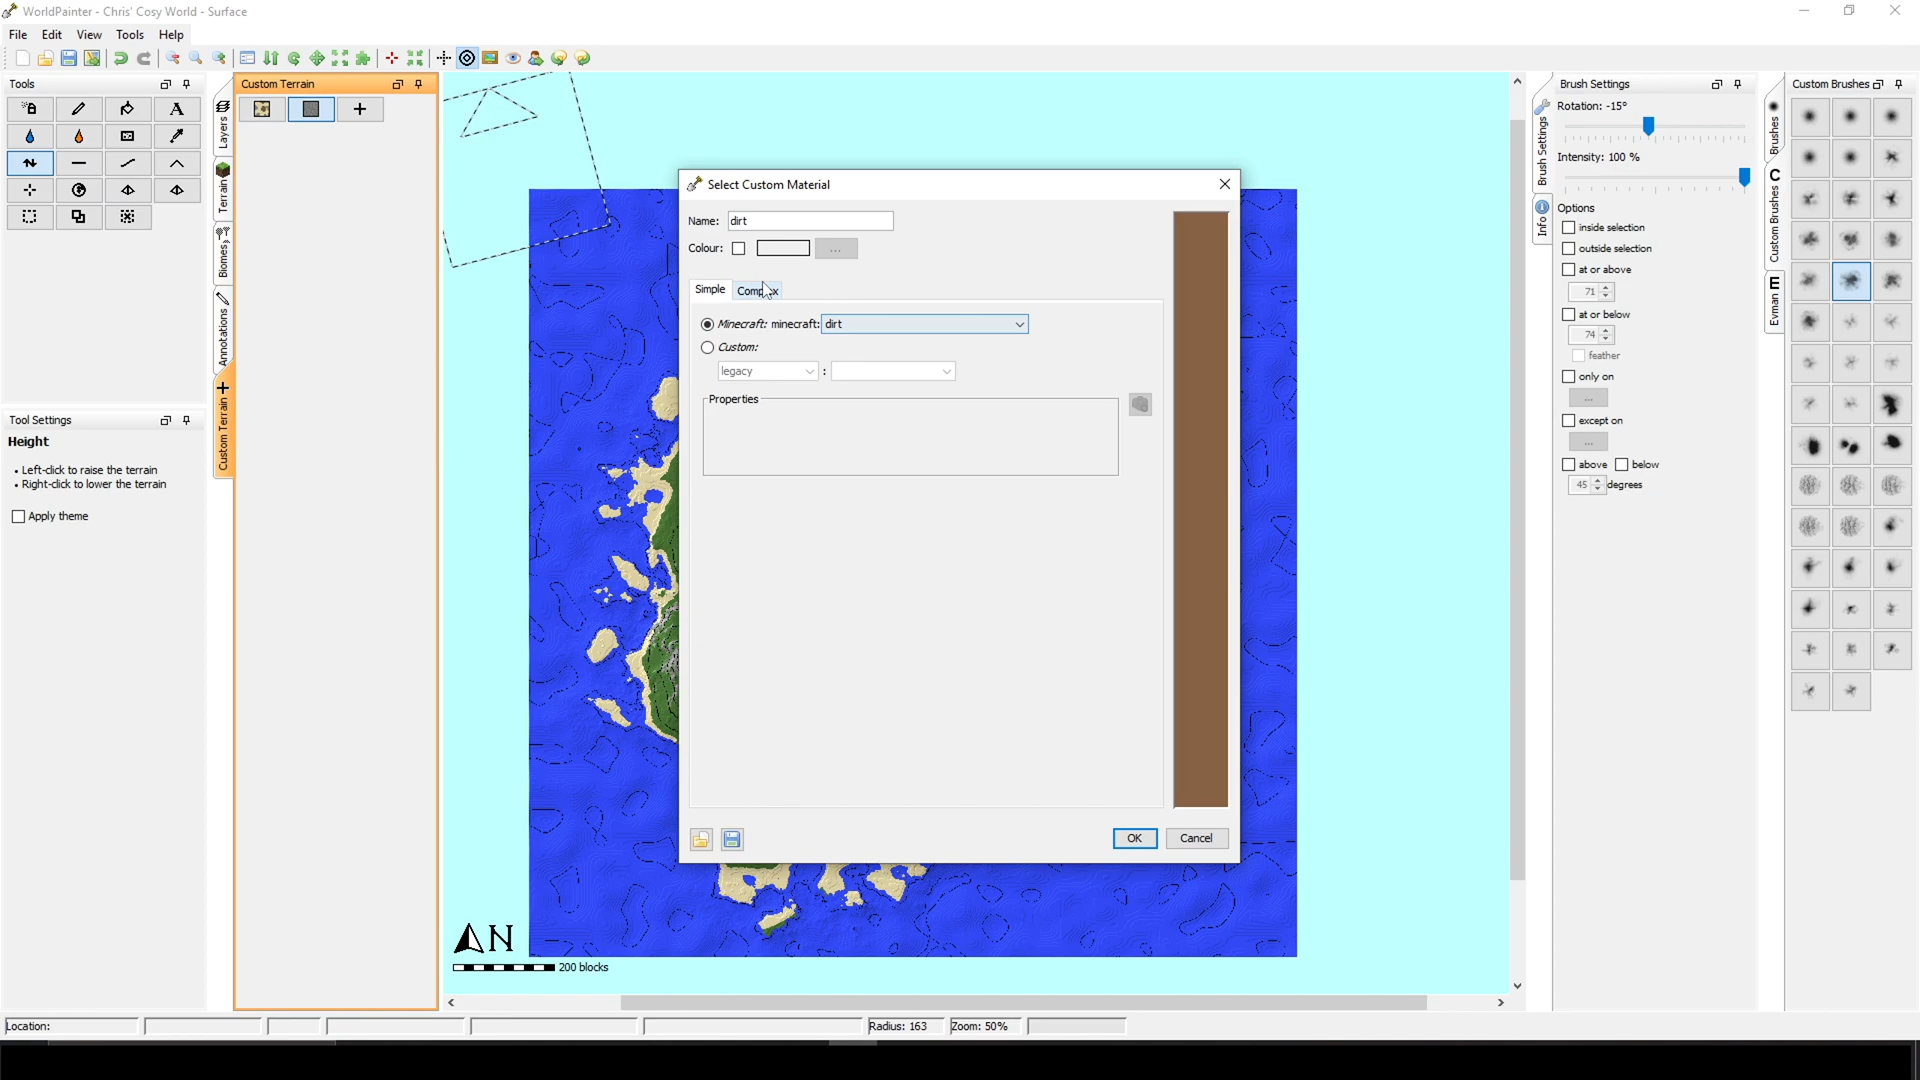 WorldPainter - Chris' Cosy World - Surface
File Edit View Tools Help
Tools
Custom Terrain
Layers
Terrain
Biomes
Annotations
Custom Terrain
Tool Settings
Height
• Left-click to raise the terrain
• Right-click to lower the terrain
Apply theme
Select Custom Material
Name: dirt
Colour: ...
Simple
Minecraft: minecraft: dirt
Custom:
legacy :
Properties
OK Cancel
N
200 blocks
Brush Settings
Info
Brush Settings
Rotation: -15°
Intensity: 100 %
Options
inside selection
outside selection
at or above
71
at or below
74
feather
only on
...
except on
...
above below
45 degrees
Brushes
Custom Brushes
Evman
Custom Brushes
Location: Radius: 163 Zoom: 50%